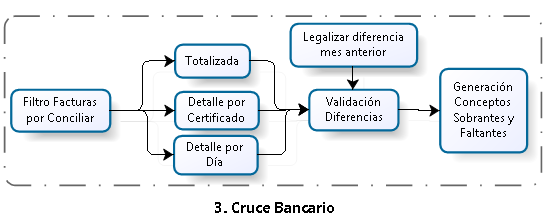 Legalizar diferencia
mes anterior
Totalizada
Filtro Facturas
por Conciliar
Detalle por
Certificado
Detalle por
Día
Validación
Diferencias
Generación
Conceptos
Sobrantes y
Faltantes
3. Cruce Bancario